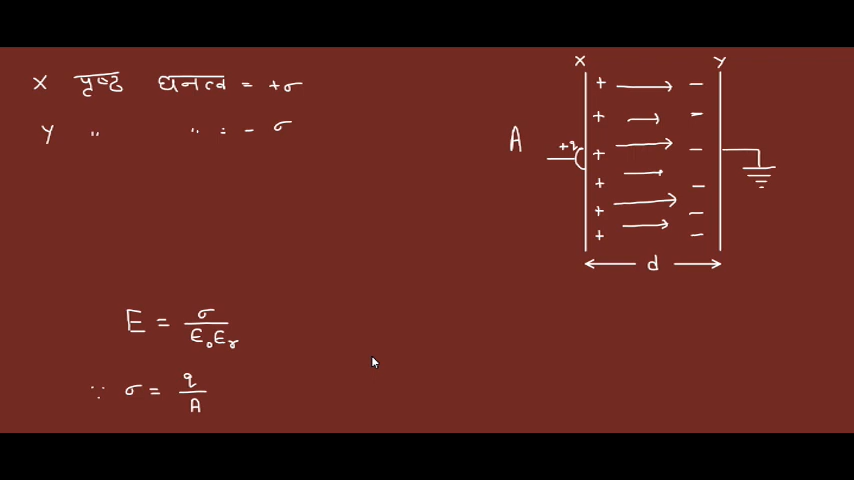 X पृष्ठ घनत्व = +σ
Y " " = - σ
E = σ / ε₀εᵣ
∵ σ = q / A
X Y
+ -
+ -
A +q + -
+ -
+ -
+ -
d